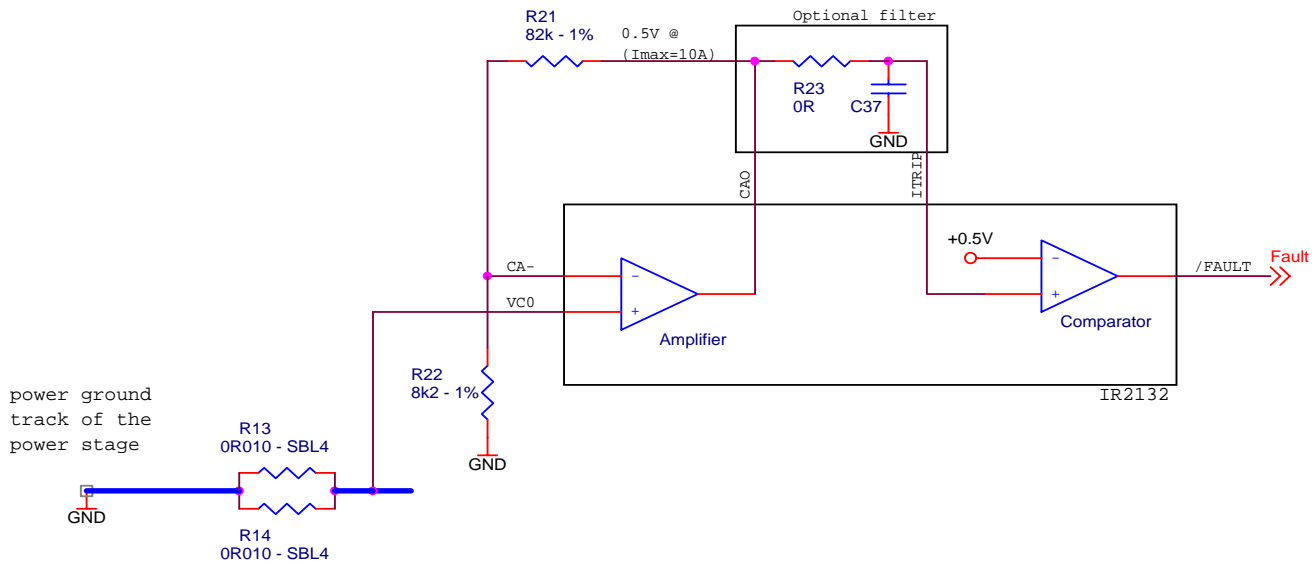 Optional filter
R21
82k - 1%
0.5V @
(Imax=10A)
R23
0R
C37
GND
CAO
ITRIP
+0.5V
Fault
/FAULT
CA-
VC0
−
+
−
+
Amplifier
Comparator
IR2132
R22
8k2 - 1%
GND
power ground
track of the
power stage
R13
0R010 - SBL4
GND
R14
0R010 - SBL4